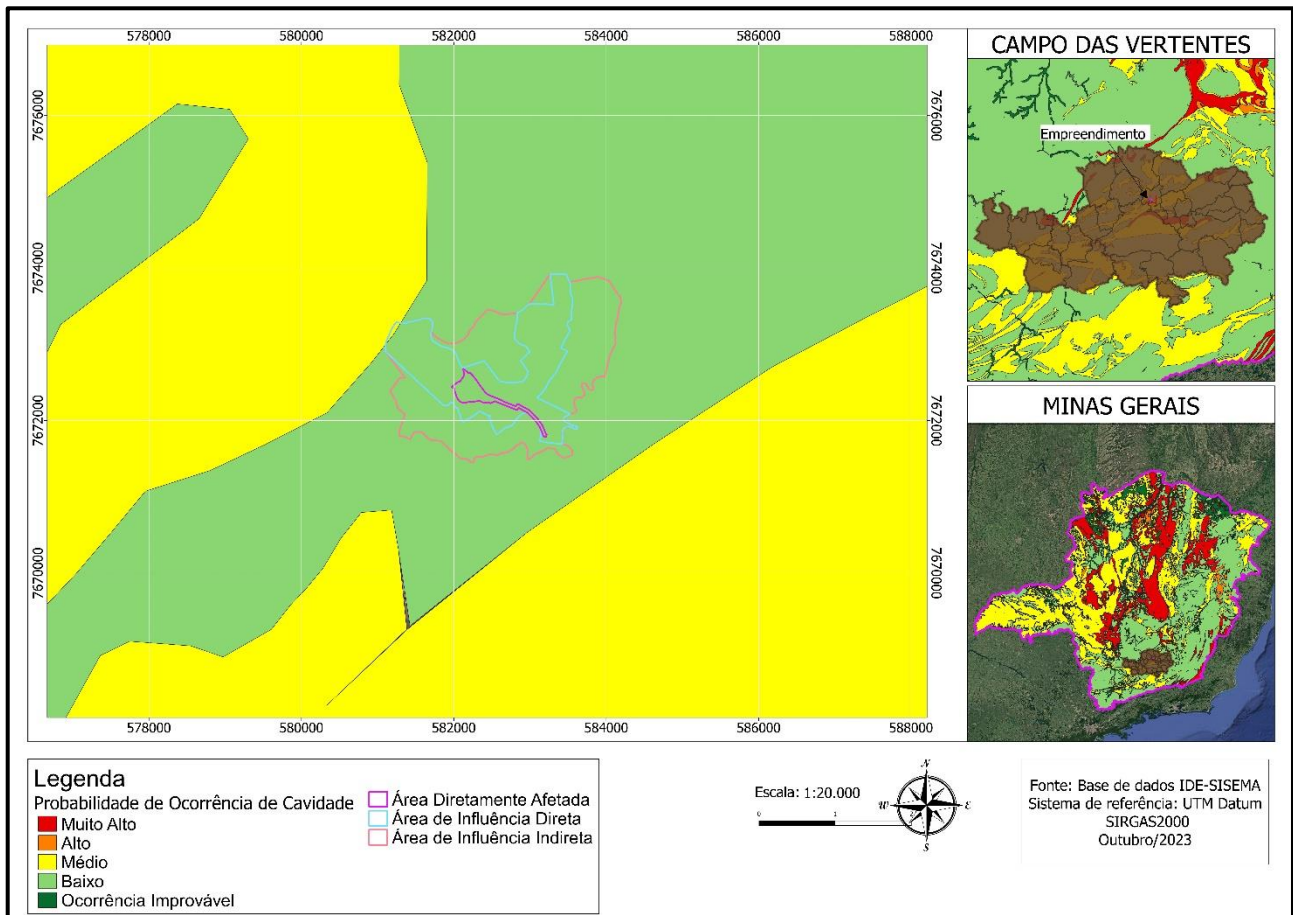 578000
580000
582000
584000
586000
588000
7676000
7674000
7672000
7670000
7676000
7674000
7672000
7670000
578000
580000
582000
584000
586000
588000
CAMPO DAS VERTENTES
Empreendimento
MINAS GERAIS
Legenda
Probabilidade de Ocorrência de Cavidade
Muito Alto
Alto
Médio
Baixo
Ocorrência Improvável
Área Diretamente Afetada
Área de Influência Direta
Área de Influência Indireta
Escala: 1:20.000
0 1
N
W E
S
Fonte: Base de dados IDE-SISEMA
Sistema de referência: UTM Datum
SIRGAS2000
Outubro/2023